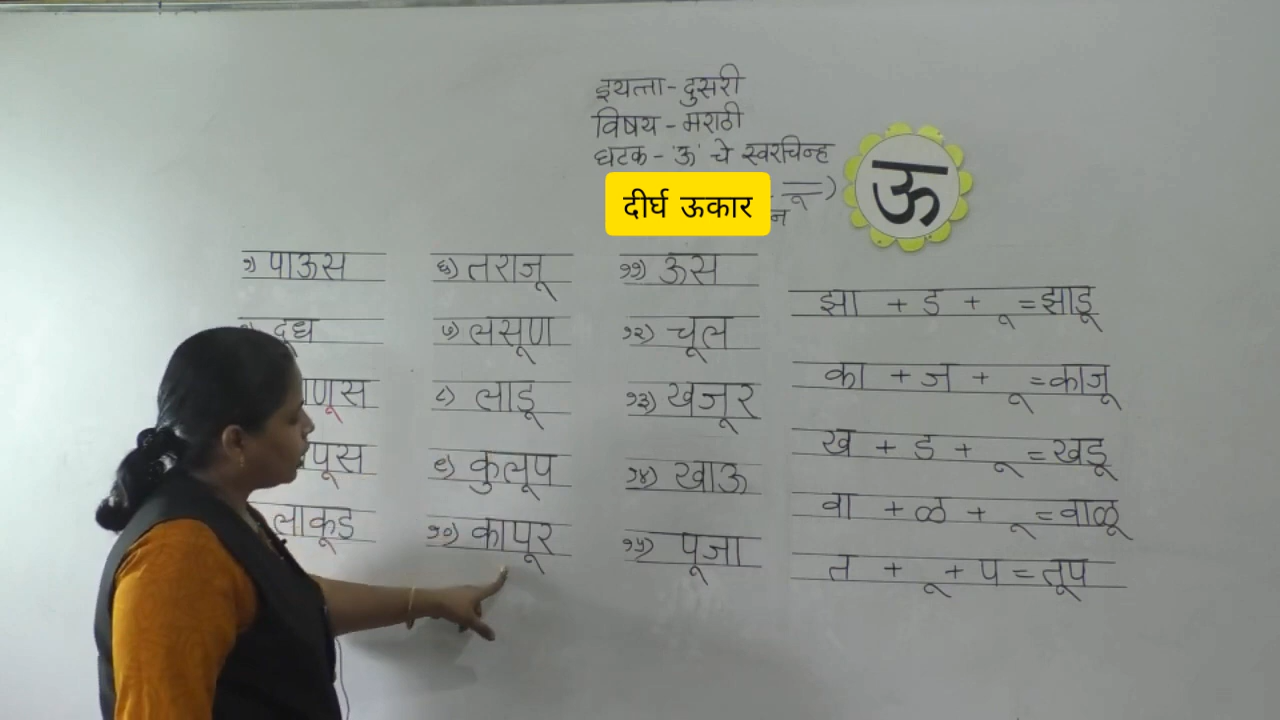 इयत्ता - दुसरी
विषय - मराठी
घटक - 'ऊ' चे स्वरचिन्ह
दीर्घ ऊकार
ू)
न
ऊ
१) पाऊस
दूध
णूस
पूस
लाकूड
६) तराजू
७) लसूण
८) लाडू
९) कुलूप
१०) कापूर
११) ऊस
१२) चूल
१३) खजूर
१४) खाऊ
१५) पूजा
झा + ड + ू = झाडू
का + ज + ू = काजू
ख + ड + ू = खडू
वा + ळ + ू = वाळू
त + ू + प = तूप